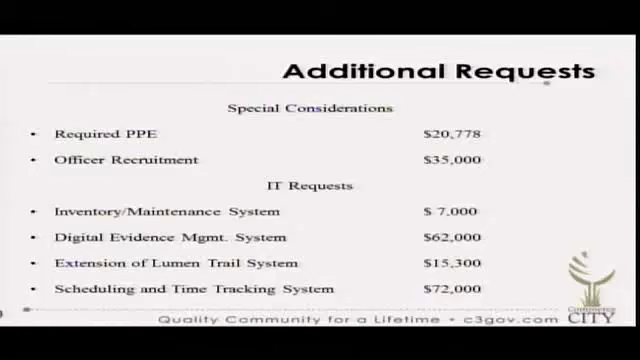 Additional Requests
Special Considerations
• Required PPE $20,778
• Officer Recruitment $35,000
IT Requests
• Inventory/Maintenance System $ 7,000
• Digital Evidence Mgmt. System $62,000
• Extension of Lumen Trail System $15,300
• Scheduling and Time Tracking System $72,000
Quality Community for a Lifetime • c3gov.com
Commerce
CITY